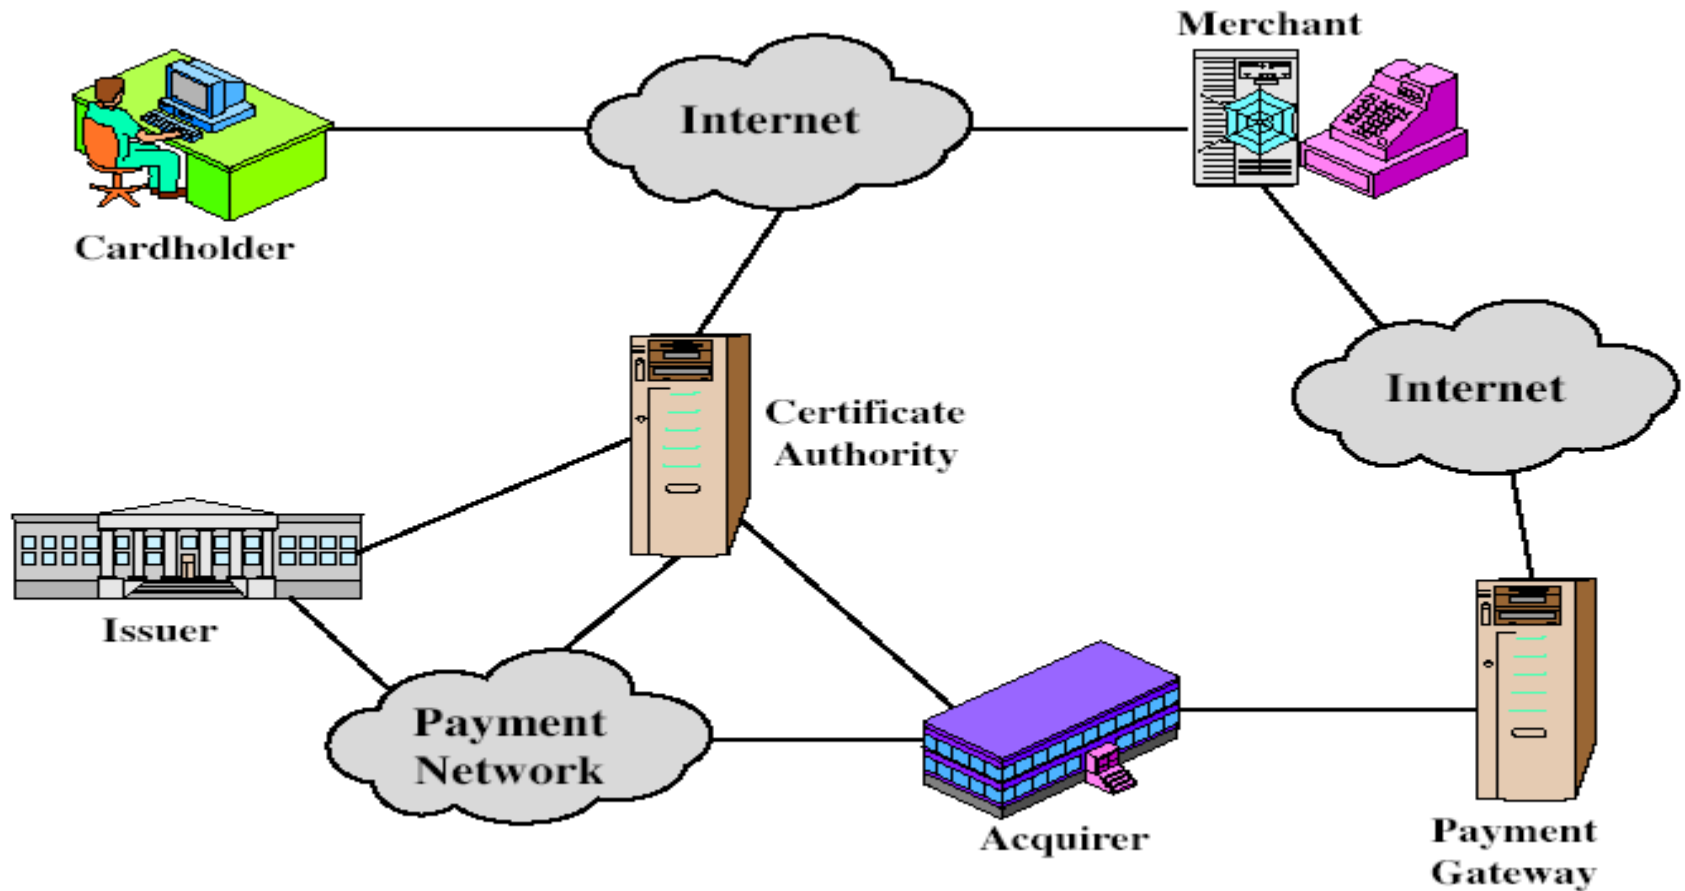 Merchant
Internet
Cardholder
Internet
Certificate
Authority
Issuer
Payment
Network
Acquirer
Payment
Gateway